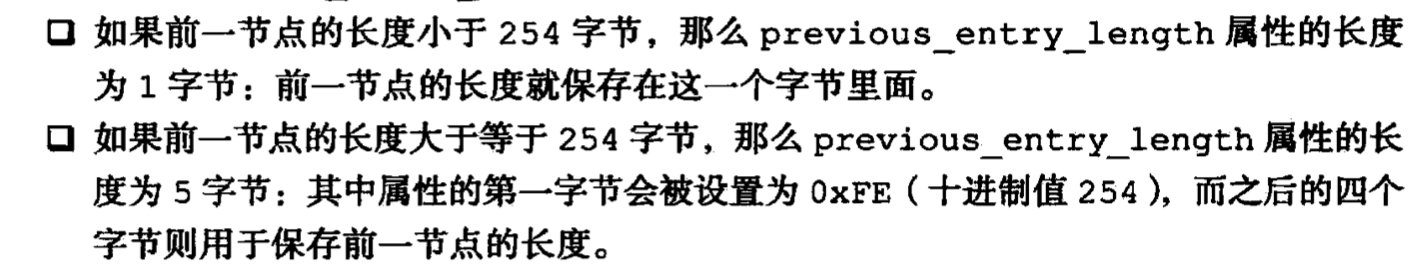 ❑ 如果前一节点的长度小于 254 字节，那么 previous_entry_length 属性的长度
为 1 字节：前一节点的长度就保存在这一个字节里面。
❑ 如果前一节点的长度大于等于 254 字节，那么 previous_entry_length 属性的长
度为 5 字节：其中属性的第一字节会被设置为 0xFE（十进制值 254），而之后的四个
字节则用于保存前一节点的长度。